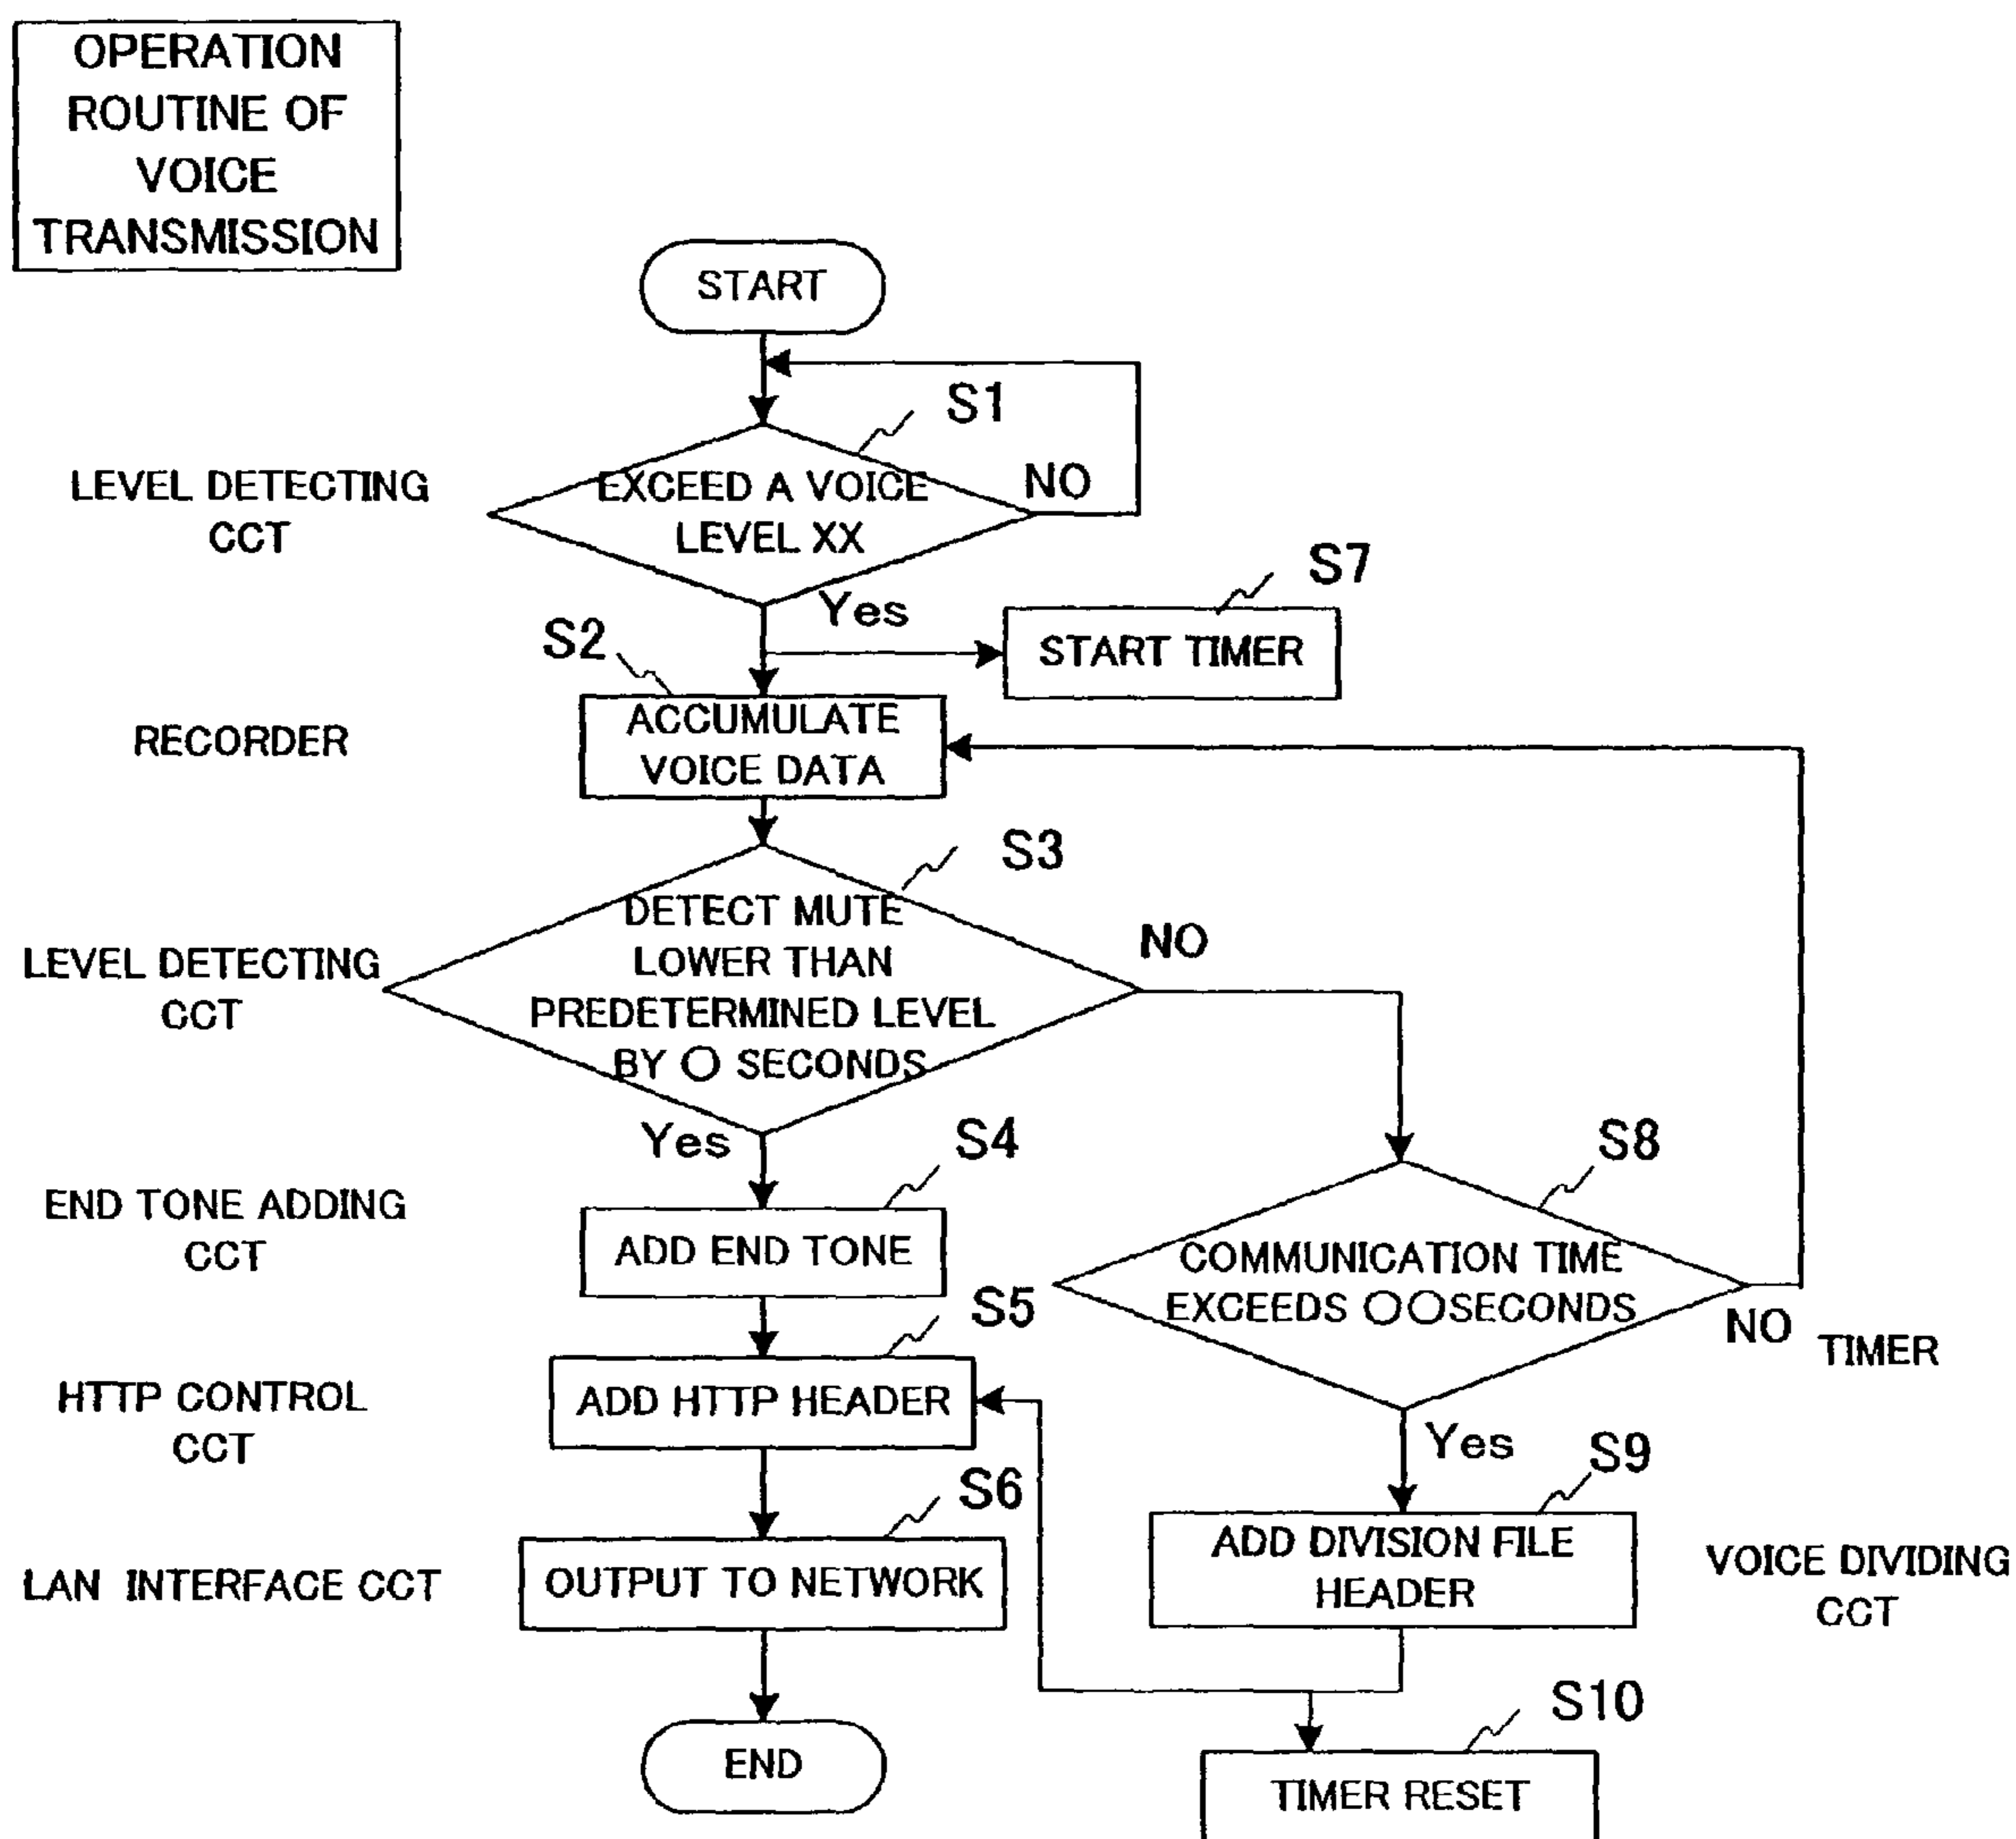 OPERATION
ROUTINE OF
VOICE
TRANSMISSION
START
S1
LEVEL DETECTING
CCT
EXCEED A VOICE
LEVEL XX
NO
Yes
S7
START TIMER
S2
RECORDER
ACCUMULATE
VOICE DATA
S3
LEVEL DETECTING
CCT
DETECT MUTE
LOWER THAN
PREDETERMINED LEVEL
BY ○ SECONDS
NO
Yes
S4
END TONE ADDING
CCT
ADD END TONE
S8
COMMUNICATION TIME
EXCEEDS ○○SECONDS
NO
TIMER
S5
HTTP CONTROL
CCT
ADD HTTP HEADER
Yes
S9
ADD DIVISION FILE
HEADER
VOICE DIVIDING
CCT
S6
LAN INTERFACE CCT
OUTPUT TO NETWORK
END
S10
TIMER RESET